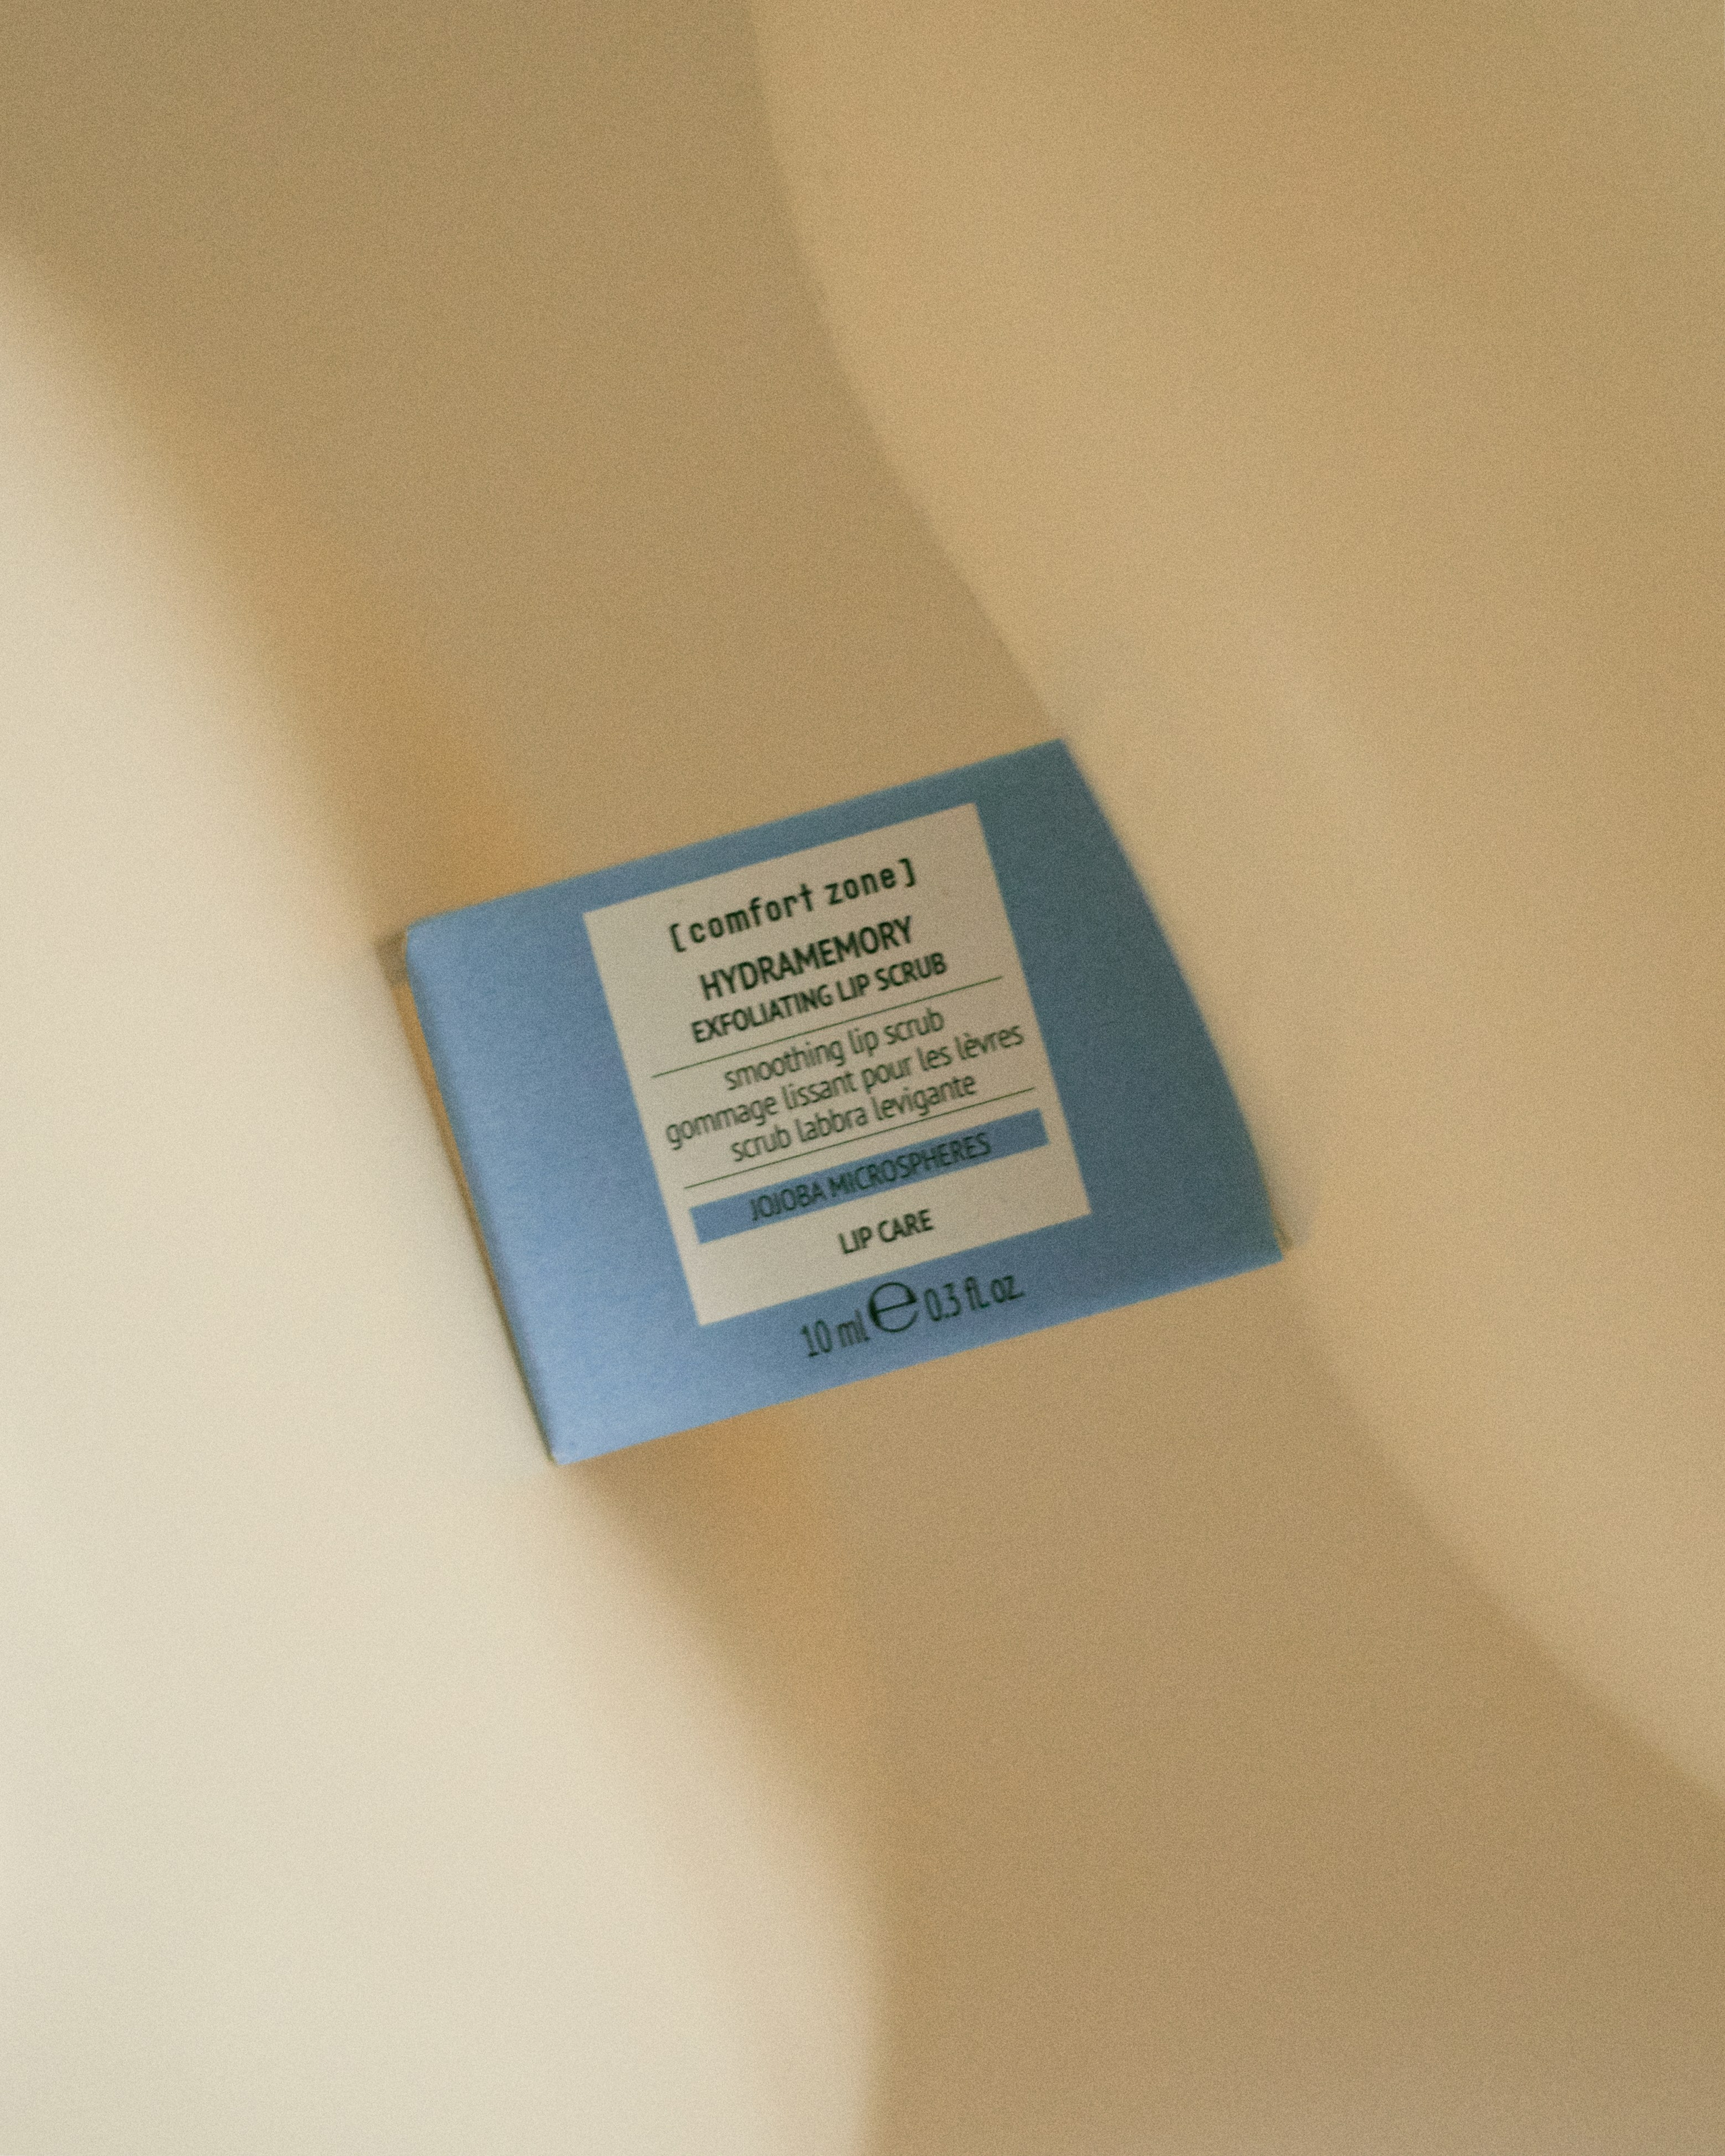 [comfort zone]
HYDRAMEMORY
EXFOLIATING LIP SCRUB
smoothing lip scrub
gommage lissant pour les lèvres
scrub labbra levigante
JOJOBA MICROSPHERES
LIP CARE
10 ml ℮ 0.3 fl. oz.